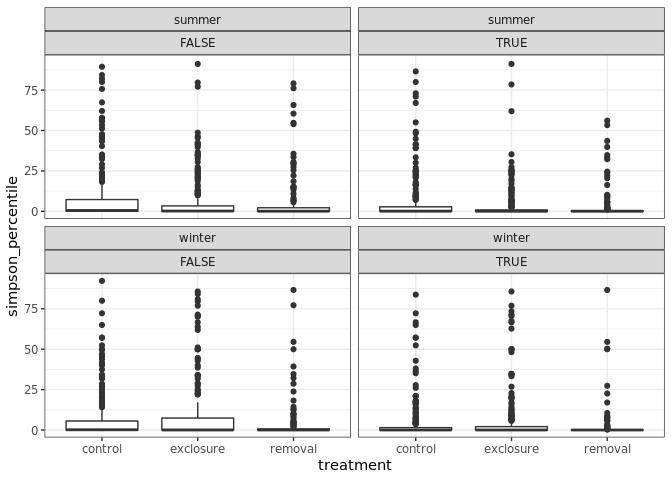 summer
summer
FALSE
TRUE
75
50
25
0
winter
winter
FALSE
TRUE
75
50
25
0
control
exclosure
removal
control
exclosure
removal
treatment
simpson_percentile